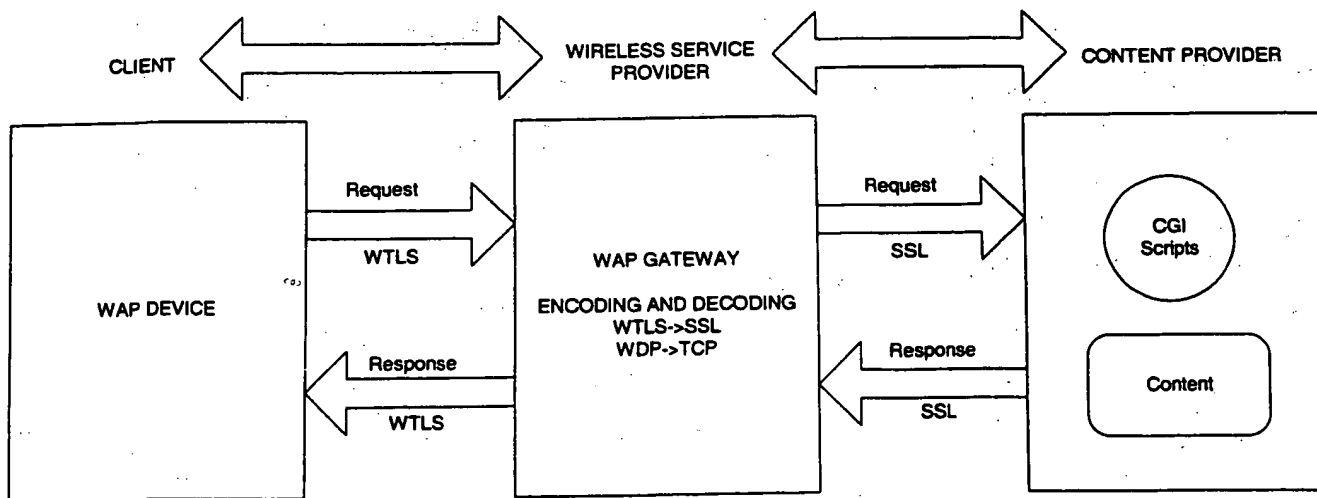 CLIENT
WIRELESS SERVICE
PROVIDER
CONTENT PROVIDER
WAP DEVICE
Request
WTLS
Response
WTLS
WAP GATEWAY
ENCODING AND DECODING
WTLS->SSL
WDP->TCP
Request
SSL
Response
SSL
CGI
Scripts
Content